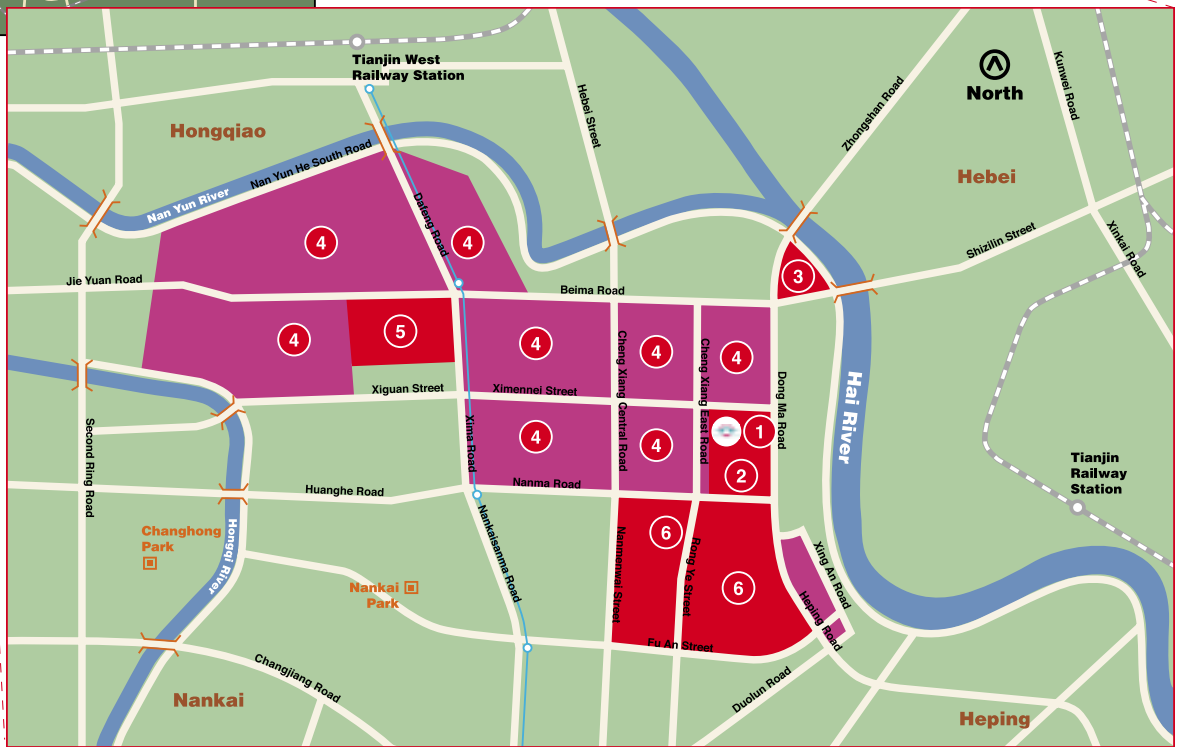 Tianjin West
Railway Station
North
Hongqiao
Hebei Street
Zhongshan Road
Kunwei Road
Nan Yun He South Road
Nan Yun River
Hebei
Dafeng Road
Shizilin Street
Xinkai Road
4
4
3
Jie Yuan Road
Beima Road
4
5
4
4
4
Cheng Xiang Central Road
Cheng Xiang East Road
Dong Ma Road
Hai River
Xiguan Street
Ximennei Street
Second Ring Road
Xima Road
4
4
1
2
Tianjin
Railway
Station
Huanghe Road
Nanma Road
Changhong
Park
Hongqi River
Nankaisanma Road
Nanmenwai Street
6
Rong Ye Street
6
Xing An Road
Nankai
Park
Heping Road
Fu An Street
Changjiang Road
Duolun Road
Nankai
Heping